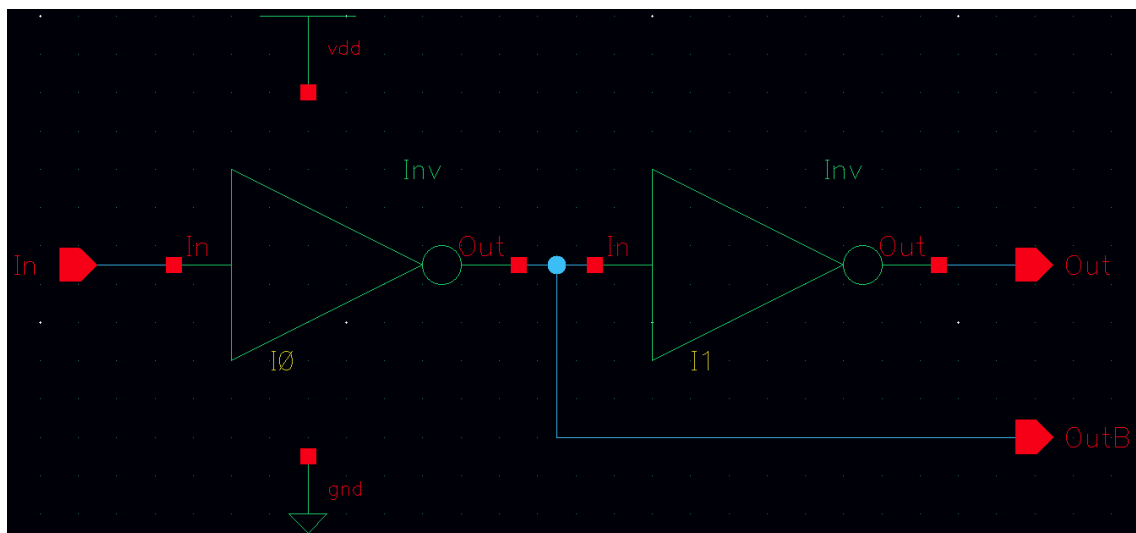 vdd
Inv
Inv
In
In
Out
In
Out
Out
I0
I1
OutB
gnd